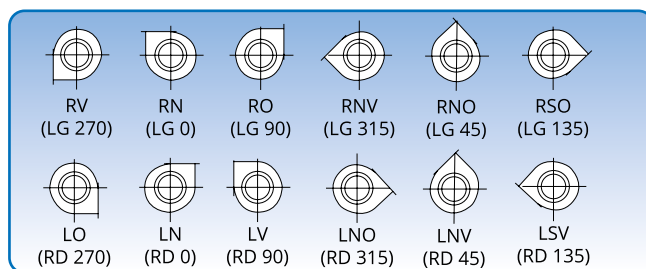 RV RN RO RNV RNO RSO
(LG 270) (LG 0) (LG 90) (LG 315) (LG 45) (LG 135)
LO LN LV LNO LNV LSV
(RD 270) (RD 0) (RD 90) (RD 315) (RD 45) (RD 135)